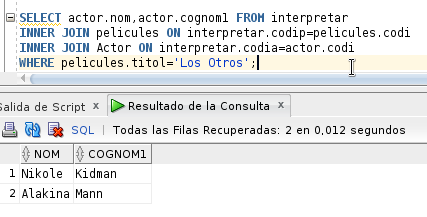 SELECT actor.nom,actor.cognom1 FROM interpretar
INNER JOIN pelicules ON interpretar.codip=pelicules.codi
INNER JOIN Actor ON interpretar.codia=actor.codi
WHERE pelicules.titol='Los Otros';
Salida de Script
Resultado de la Consulta
SQL
Todas las Filas Recuperadas: 2 en 0,012 segundos
NOM COGNOM1
1 Nikole Kidman
2 Alakina Mann